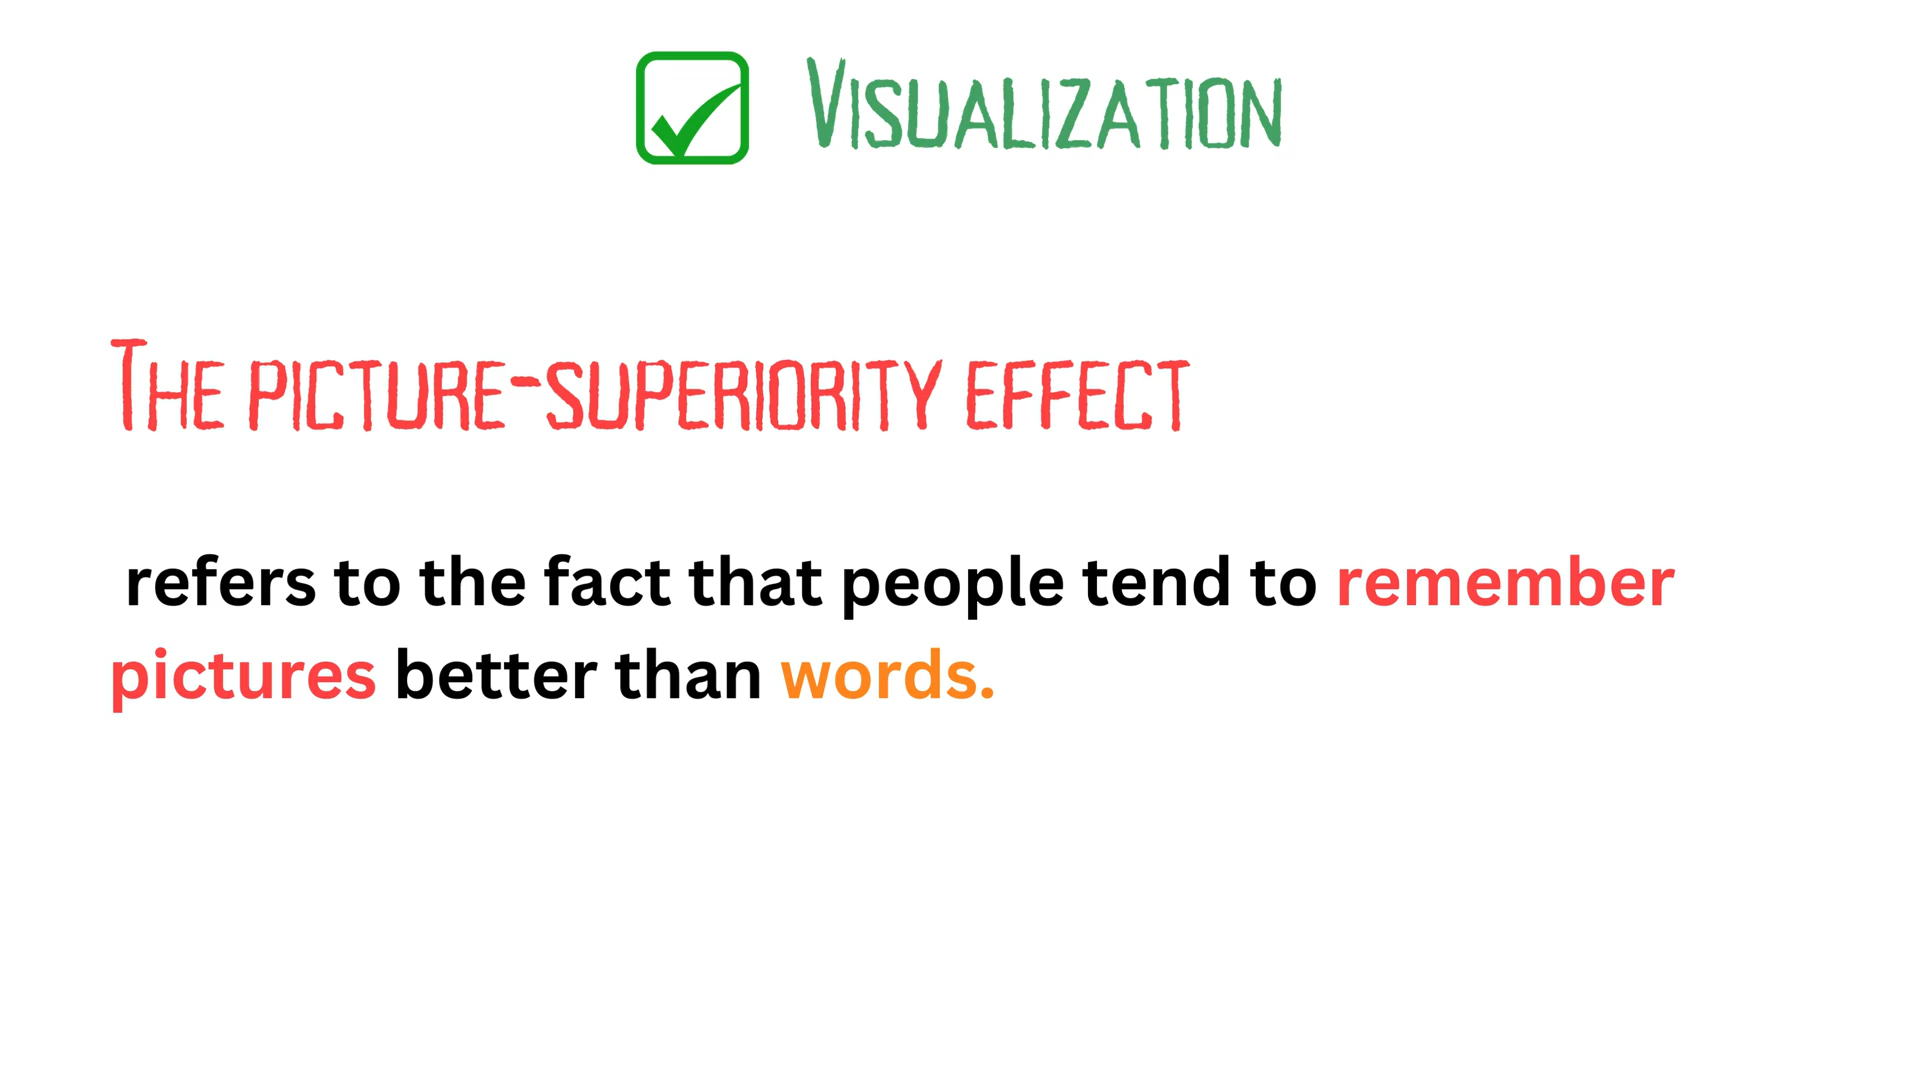 Visualization
The picture-superiority effect
refers to the fact that people tend to remember
pictures better than words.